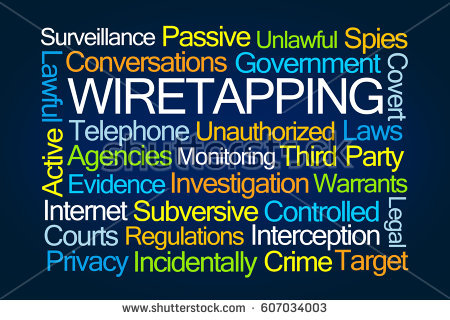 Surveillance Passive Unlawful Spies
Lawful Conversations Government Covert
WIRETAPPING
Telephone Unauthorized Laws
Active Agencies Monitoring Third Party
Evidence Investigation Warrants
Internet Subversive Controlled Legal
Courts Regulations Interception
Privacy Incidentally Crime Target
shutterstock
www.shutterstock.com · 607034003